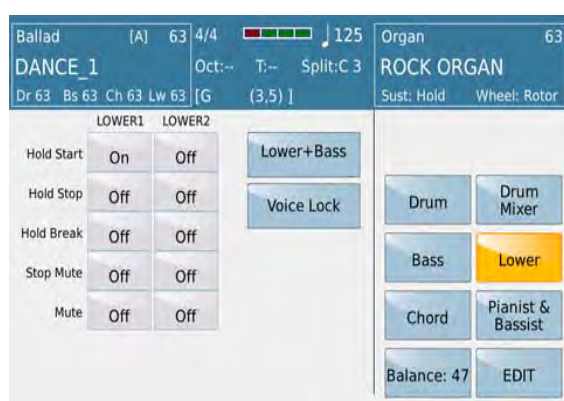 Ballad [A] 63 4/4 125 Organ 63
DANCE_1 Oct:-- T:-- Split:C 3 ROCK ORGAN
Dr 63 Bs 63 Ch 63 Lw 63 [G (3,5) ] Sust: Hold Wheel: Rotor
LOWER1 LOWER2
Hold Start On Off
Hold Stop Off Off
Hold Break Off Off
Stop Mute Off Off
Mute Off Off
Lower+Bass
Voice Lock
Drum
Drum
Mixer
Bass
Lower
Chord
Pianist &
Bassist
Balance: 47
EDIT